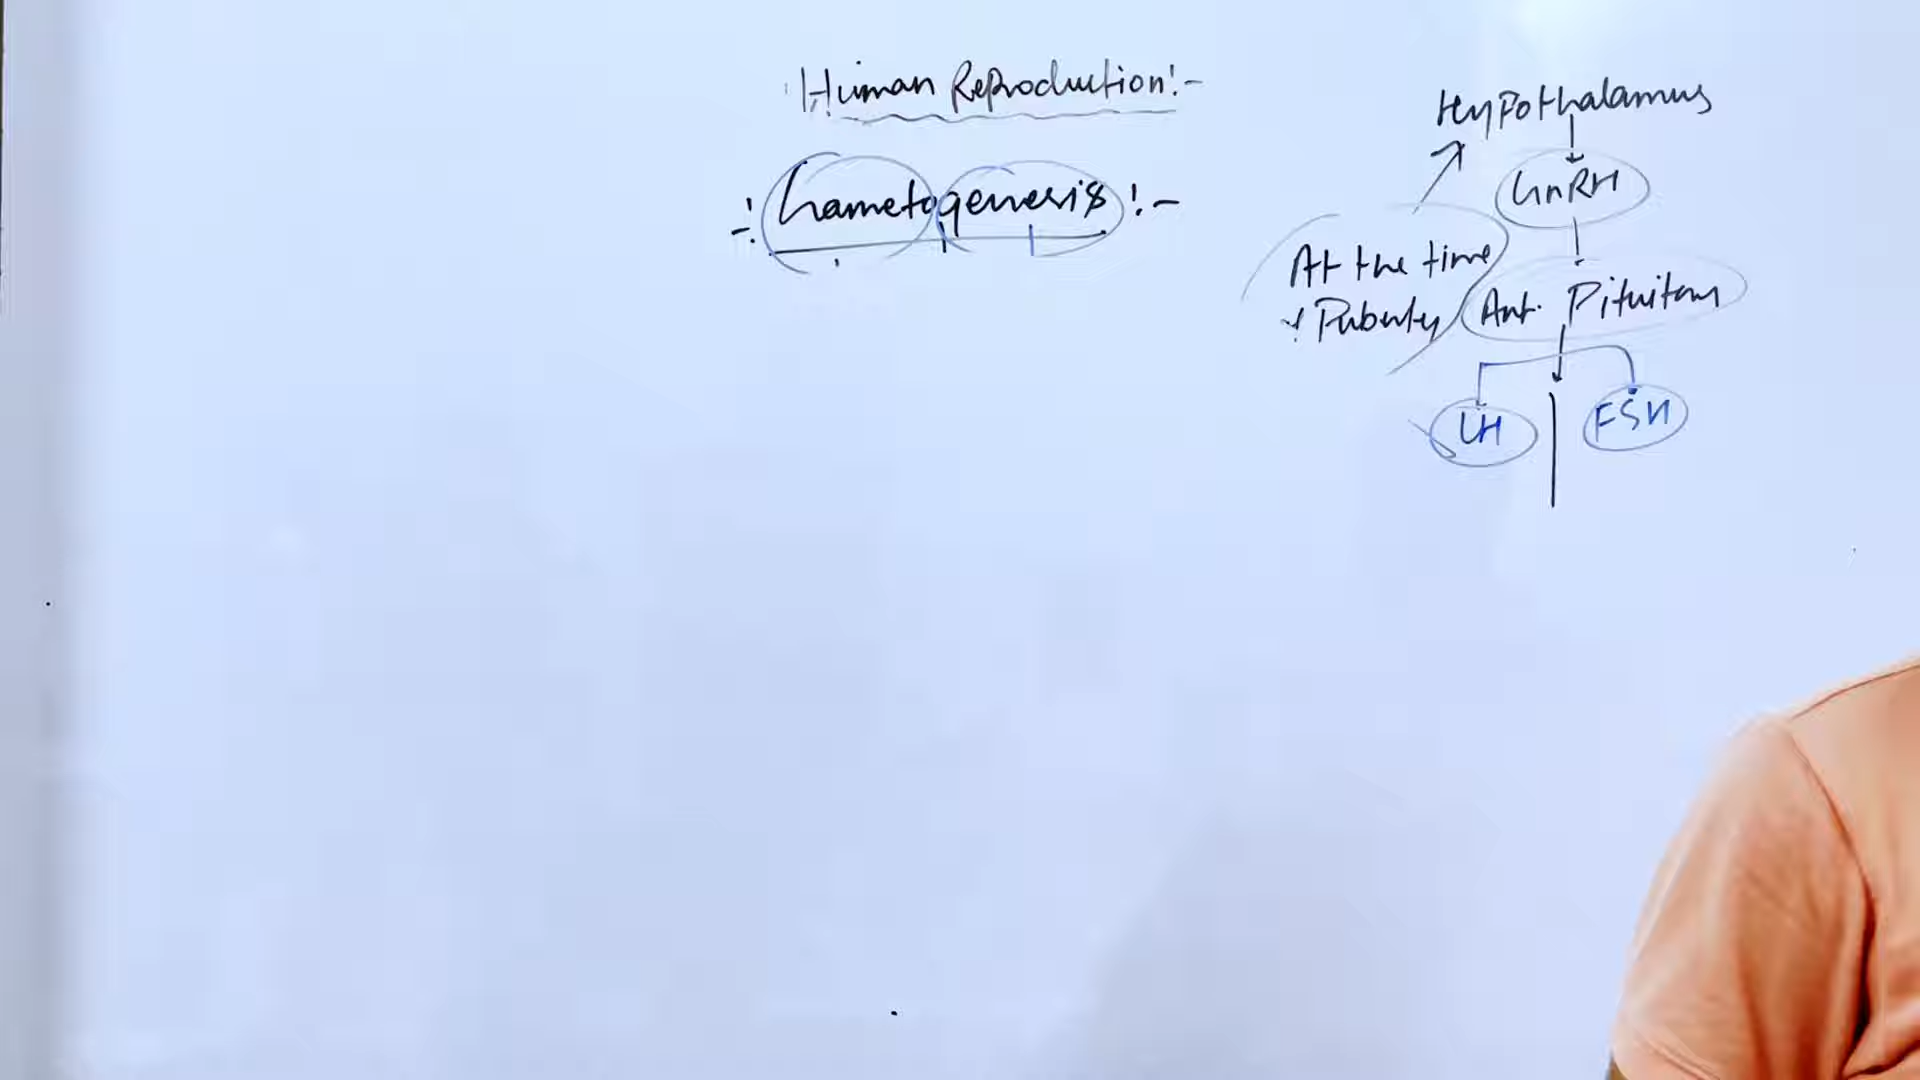 Human Reproduction:-
:- Gametogenesis :-
Hypothalamus
GnRH
At the time
of Puberty
Ant. Pituitary
LH
FSH